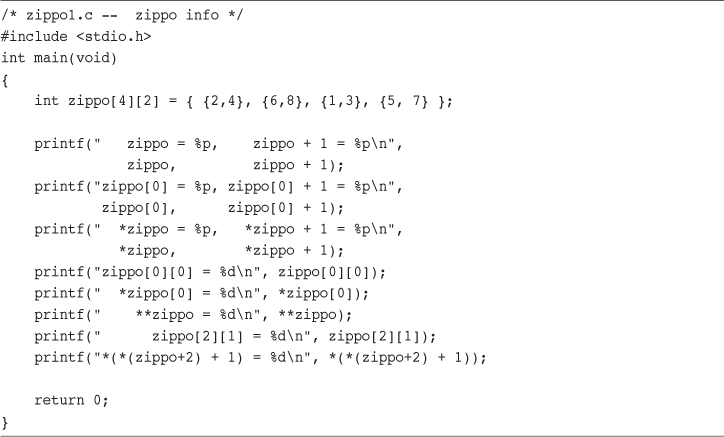 /* zippo1.c --  zippo info */
#include <stdio.h>
int main(void)
{
    int zippo[4][2] = { {2,4}, {6,8}, {1,3}, {5, 7} };

    printf("   zippo = %p,    zippo + 1 = %p\n",
               zippo,         zippo + 1);
    printf("zippo[0] = %p, zippo[0] + 1 = %p\n",
            zippo[0],      zippo[0] + 1);
    printf("  *zippo = %p,   *zippo + 1 = %p\n",
              *zippo,        *zippo + 1);
    printf("zippo[0][0] = %d\n", zippo[0][0]);
    printf("  *zippo[0] = %d\n", *zippo[0]);
    printf("    **zippo = %d\n", **zippo);
    printf("      zippo[2][1] = %d\n", zippo[2][1]);
    printf("*(*(zippo+2) + 1) = %d\n", *(*(zippo+2) + 1));

    return 0;
}